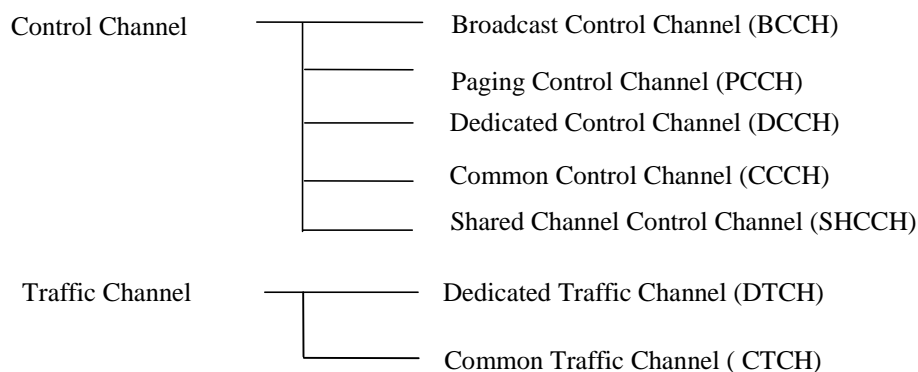 Control Channel Broadcast Control Channel (BCCH)
Paging Control Channel (PCCH)
Dedicated Control Channel (DCCH)
Common Control Channel (CCCH)
Shared Channel Control Channel (SHCCH)
Traffic Channel Dedicated Traffic Channel (DTCH)
Common Traffic Channel ( CTCH)